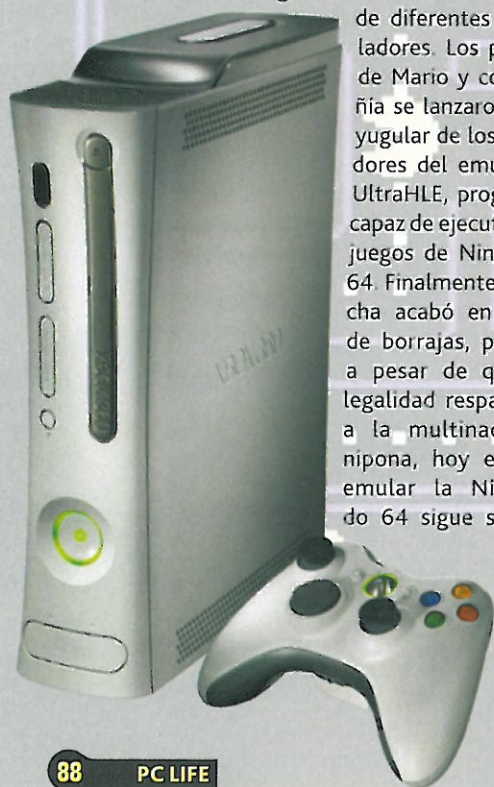 de diferentes
ladores. Los p
de Mario y co
ñía se lanzaro
yugular de los
dores del emu
UltraHLE, prog
capaz de ejecut
juegos de Nin
64. Finalmente
cha acabó en
de borrajas, p
a pesar de q
legalidad respa
a la multinac
nipona, hoy e
emular la Ni
do 64 sigue s
XBOX 360
88 PC LIFE